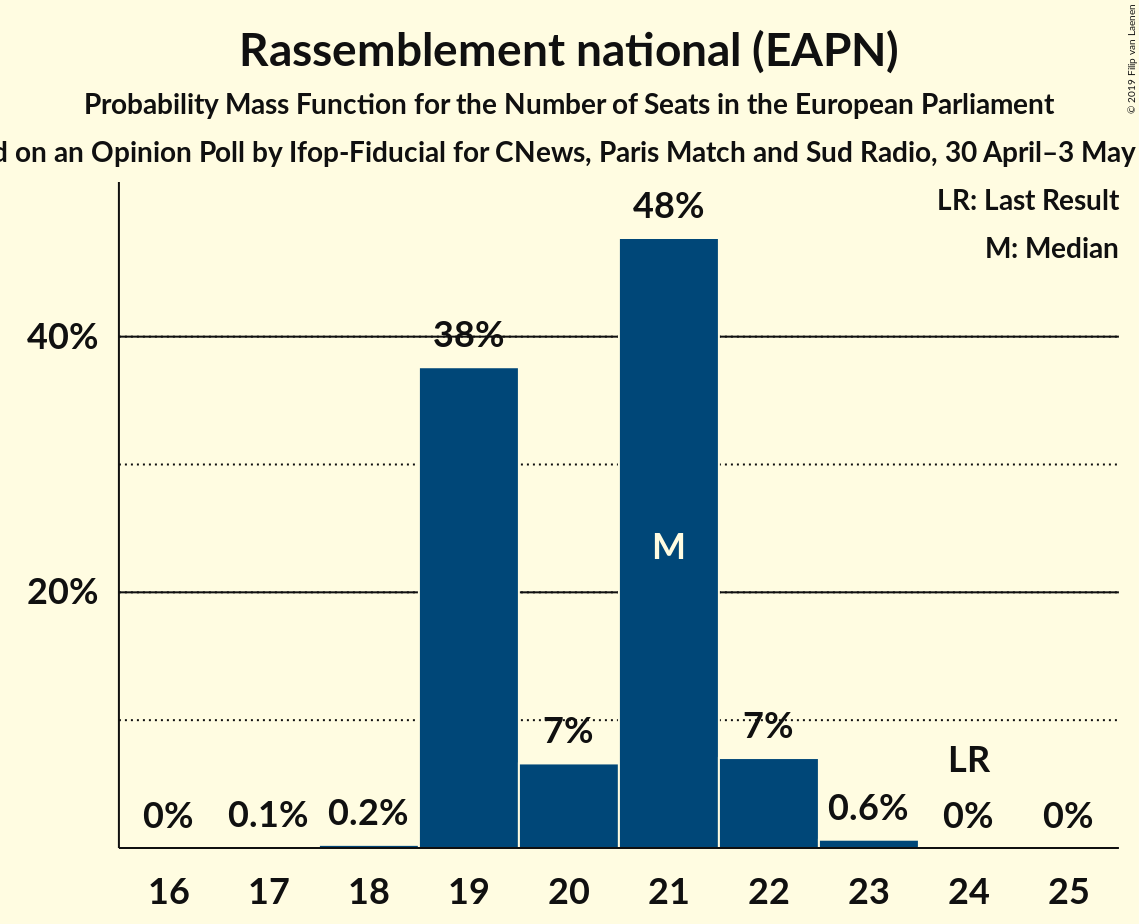 Rassemblement national (EAPN)
Probability Mass Function for the Number of Seats in the European Parliament
on an Opinion Poll by Ifop-Fiducial for CNews, Paris Match and Sud Radio, 30 April–3 May
© 2019 Filip van Laenen
LR: Last Result
M: Median
48%
38%
40%
M
20%
7%
7%
LR
0%
0.1%
0.2%
0.6%
0%
0%
16 17 18 19 20 21 22 23 24 25